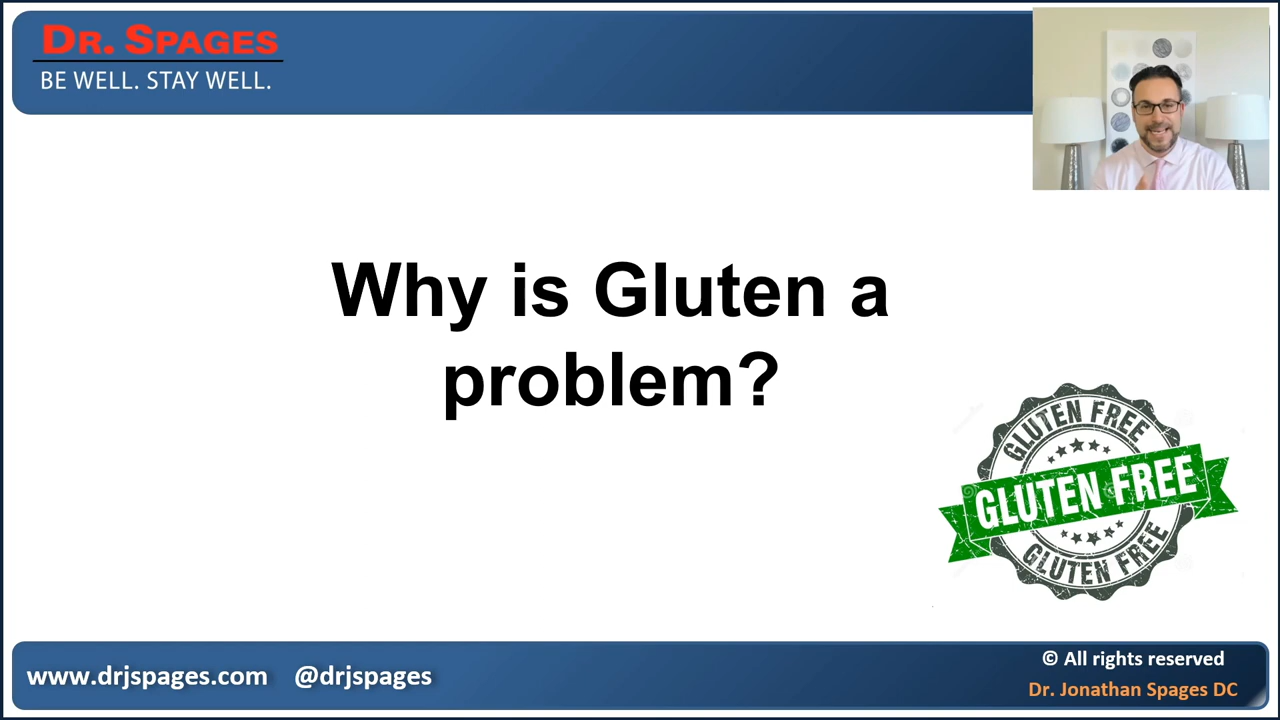 DR. SPAGES
BE WELL. STAY WELL.
Why is Gluten a
problem?
GLUTEN FREE
GLUTEN FREE
GLUTEN FREE
www.drjspages.com @drjspages
© All rights reserved
Dr. Jonathan Spages DC